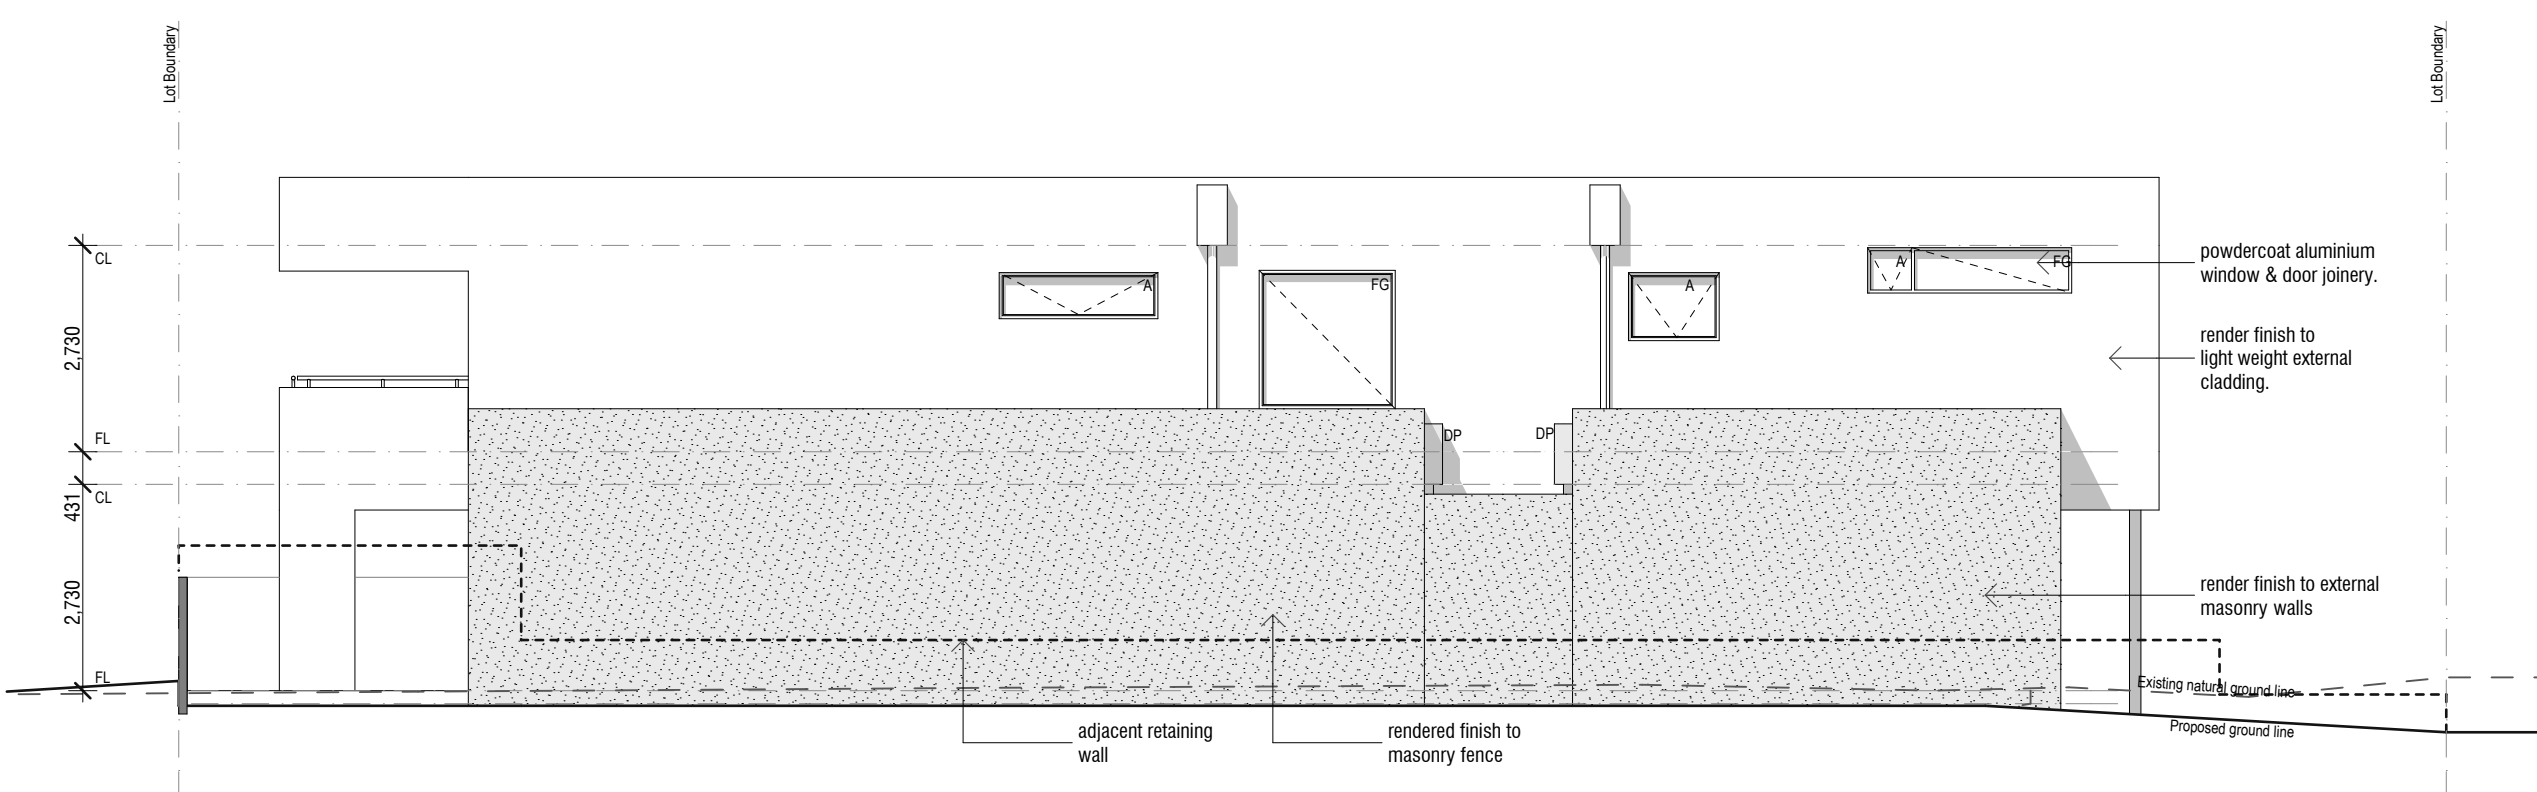 Lot Boundary
Lot Boundary
CL
2,730
FL
431
CL
2,730
FL
A
FG
A
A
FG
DP
DP
powdercoat aluminium
window & door joinery.
render finish to
light weight external
cladding.
render finish to external
masonry walls
Existing natural ground line
Proposed ground line
adjacent retaining
wall
rendered finish to
masonry fence